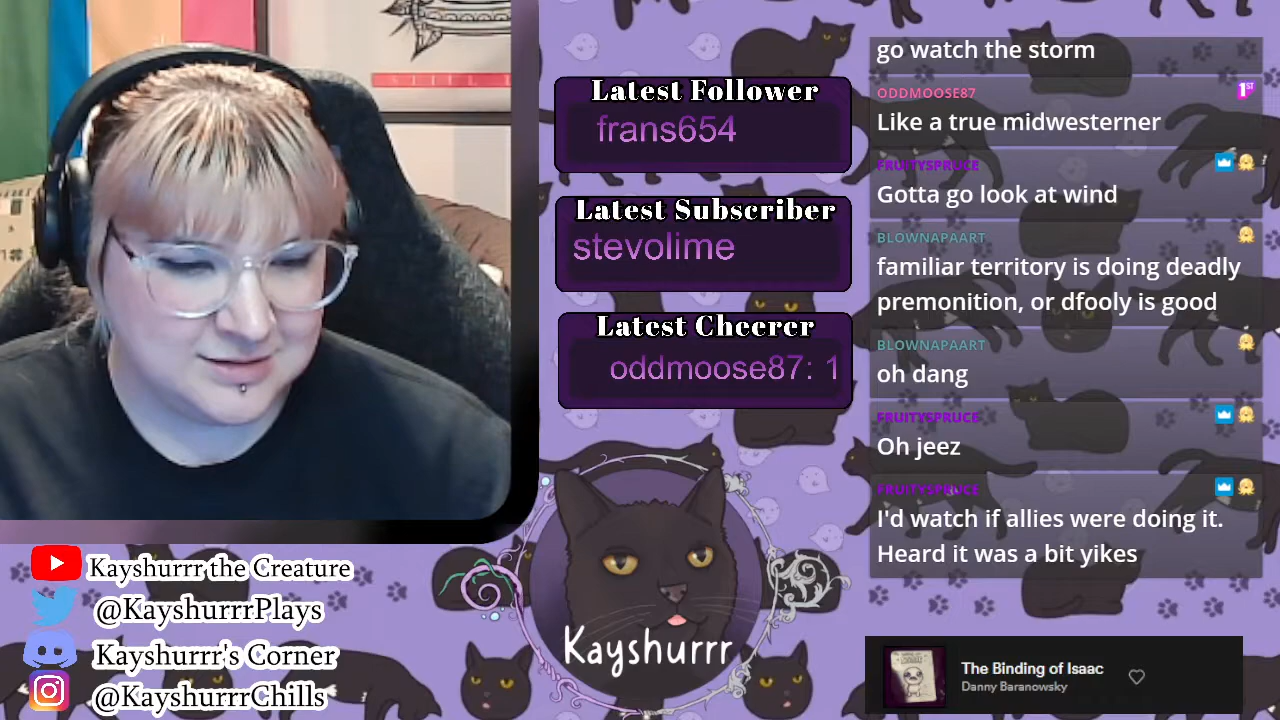 Latest Follower
frans654
Latest Subscriber
stevolime
Latest Cheerer
oddmoose87: 1
Kayshurrr
Kayshurrr the Creature
@KayshurrrPlays
Kayshurrr's Corner
@KayshurrrChills
go watch the storm
ODDMOOSE87
1ST
Like a true midwesterner
FRUITYSPRUCE
Gotta go look at wind
BLOWNAPAART
familiar territory is doing deadly
premonition, or dfooly is good
BLOWNAPAART
oh dang
FRUITYSPRUCE
Oh jeez
FRUITYSPRUCE
I'd watch if allies were doing it.
Heard it was a bit yikes
The Binding of Isaac
Danny Baranowsky